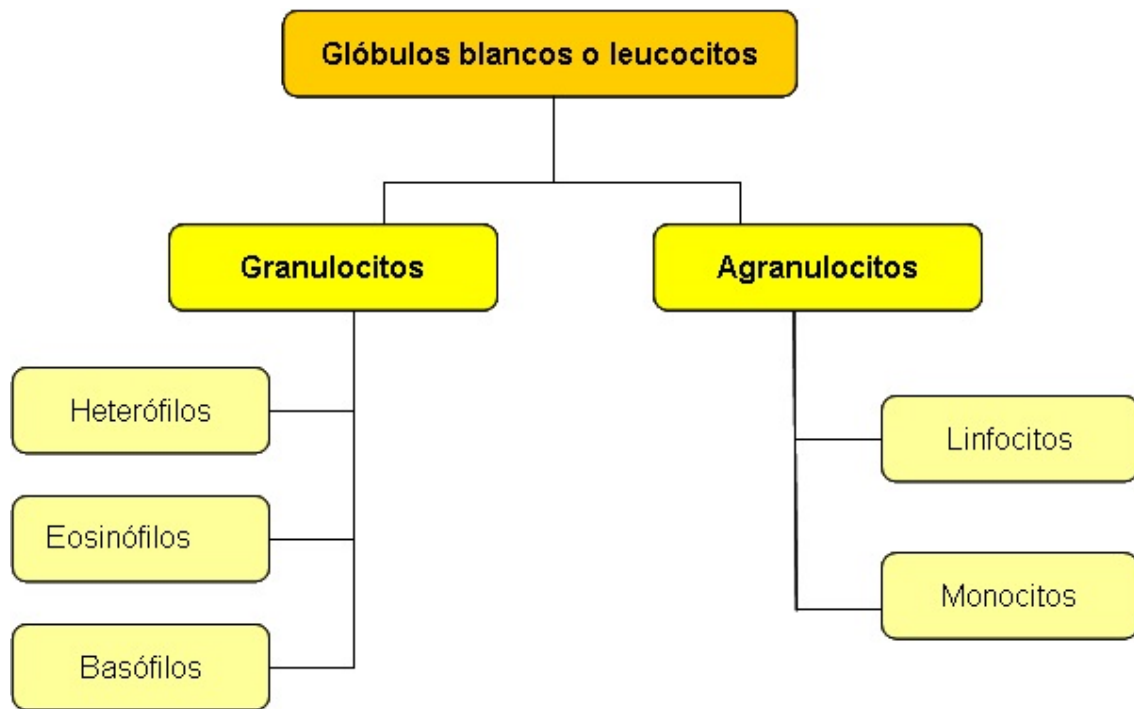 Glóbulos blancos o leucocitos
Granulocitos
Agranulocitos
Heterófilos
Eosinófilos
Basófilos
Linfocitos
Monocitos